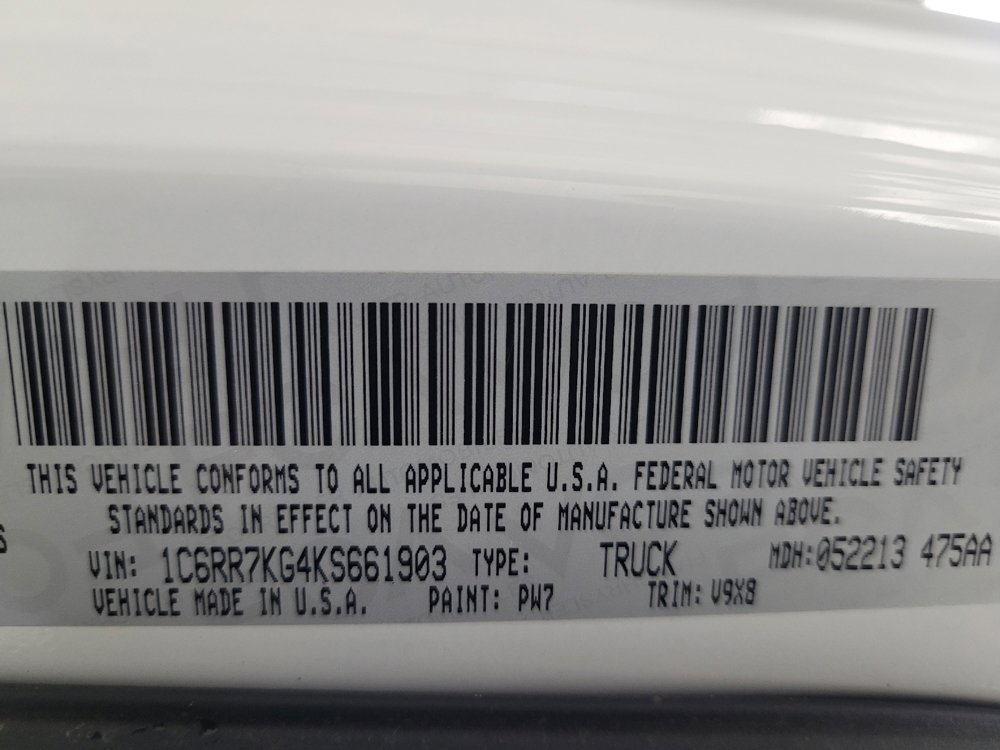 THIS VEHICLE CONFORMS TO ALL APPLICABLE U.S.A. FEDERAL MOTOR VEHICLE SAFETY
STANDARDS IN EFFECT ON THE DATE OF MANUFACTURE SHOWN ABOVE.
VIN: 1C6RR7KG4KS661903 TYPE: TRUCK MDH:052213 475AA
VEHICLE MADE IN U.S.A. PAINT: PW7 TRIM: V9X8